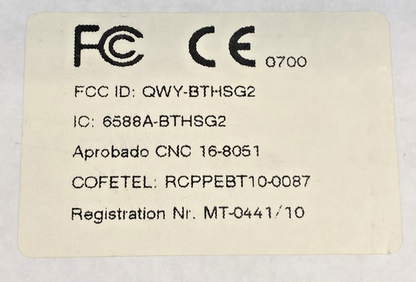 FCC CE 0700
FCC ID: QWY-BTHSG2
IC: 6588A-BTHSG2
Aprobado CNC 16-8051
COFETEL: RCPPEBT10-0087
Registration Nr. MT-0441/10